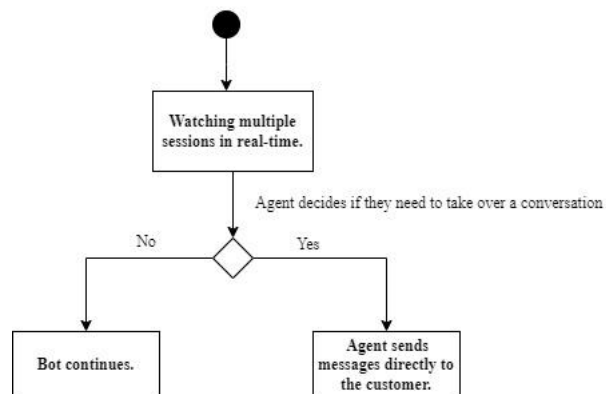 Watching multiple
sessions in real-time.
Agent decides if they need to take over a conversation
No
Yes
Bot continues.
Agent sends
messages directly to
the customer.